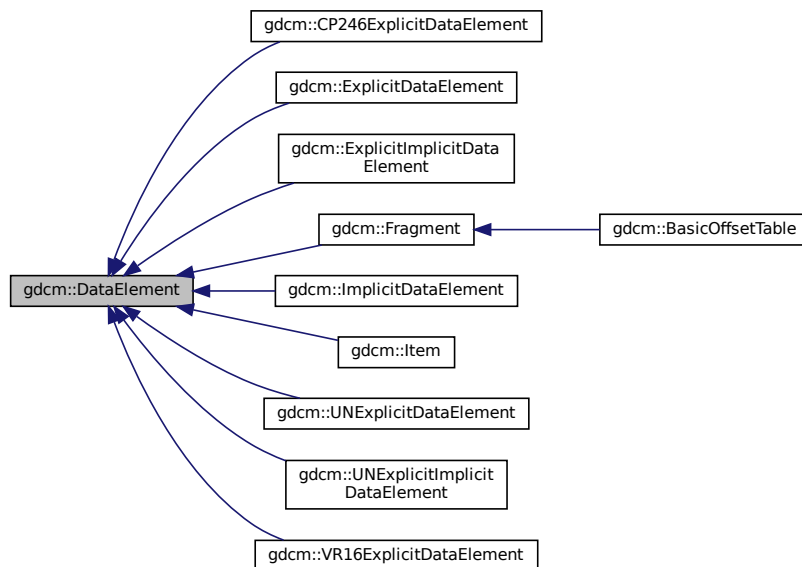 gdcm::CP246ExplicitDataElement
gdcm::ExplicitDataElement
gdcm::ExplicitImplicitData
Element
gdcm::Fragment
gdcm::BasicOffsetTable
gdcm::DataElement
gdcm::ImplicitDataElement
gdcm::Item
gdcm::UNExplicitDataElement
gdcm::UNExplicitImplicit
DataElement
gdcm::VR16ExplicitDataElement